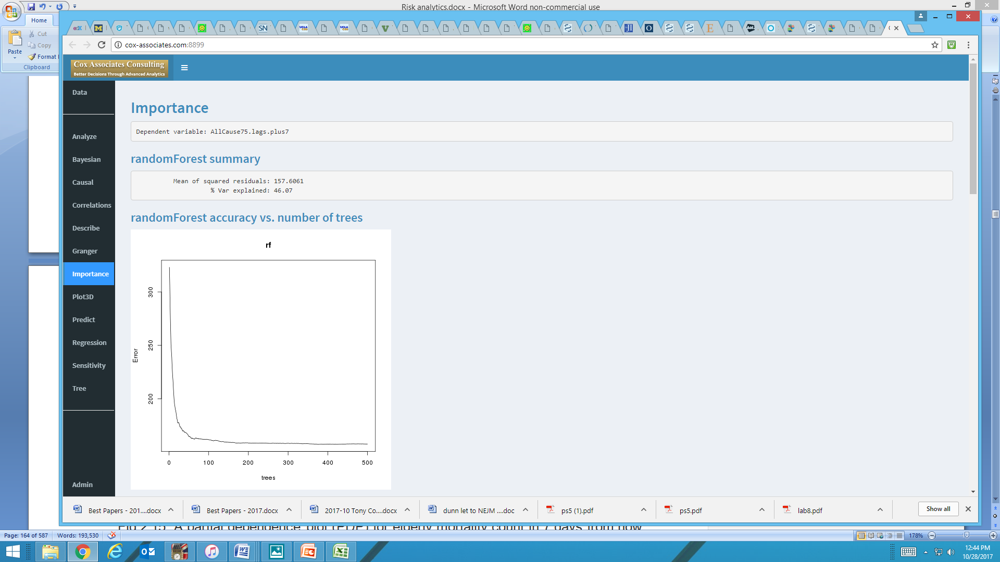 Risk analytics.docx - Microsoft Word non-commercial use
Home
Cut
Copy
Format
Paste
Clipboard
cox-associates.com:8899
Cox Associates Consulting
Better Decisions Through Advanced Analytics
Data
Analyze
Bayesian
Causal
Correlations
Describe
Granger
Importance
Plot3D
Predict
Regression
Sensitivity
Tree
Admin
Importance
Dependent variable: AllCause75.lags.plus7
randomForest summary
Mean of squared residuals: 157.6061
% Var explained: 46.07
randomForest accuracy vs. number of trees
rf
Error
300
250
200
0 100 200 300 400 500
trees
Best Papers - 201....docx
Best Papers - 2017.docx
2017-10 Tony Co....docx
dunn let to NEJM ....doc
ps5 (1).pdf
ps5.pdf
lab8.pdf
Show all
Fig 2.15 A partial dependence plot (PDP) for elderly mortality count in 7 days from now
Page: 164 of 587
Words: 193,530
178%
12:44 PM
10/28/2017